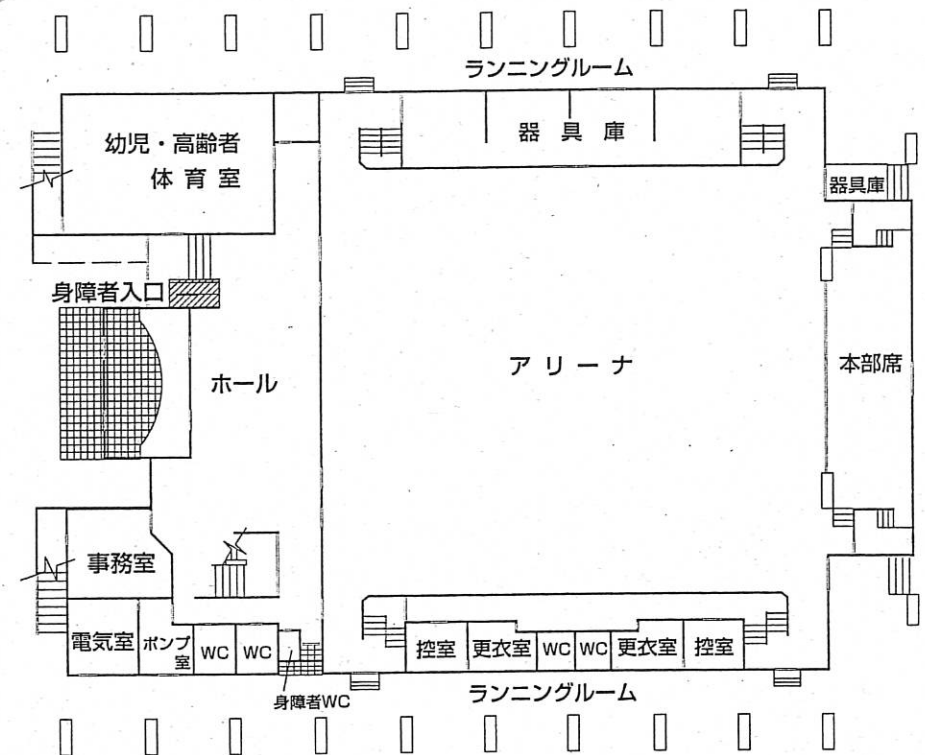 ランニングルーム
幼児・高齢者
体育室
器具庫
器具庫
身障者入口
ホール
アリーナ
本部席
事務室
電気室
ポンプ
室
WC
WC
身障者WC
控室
更衣室
WC
WC
更衣室
控室
ランニングルーム